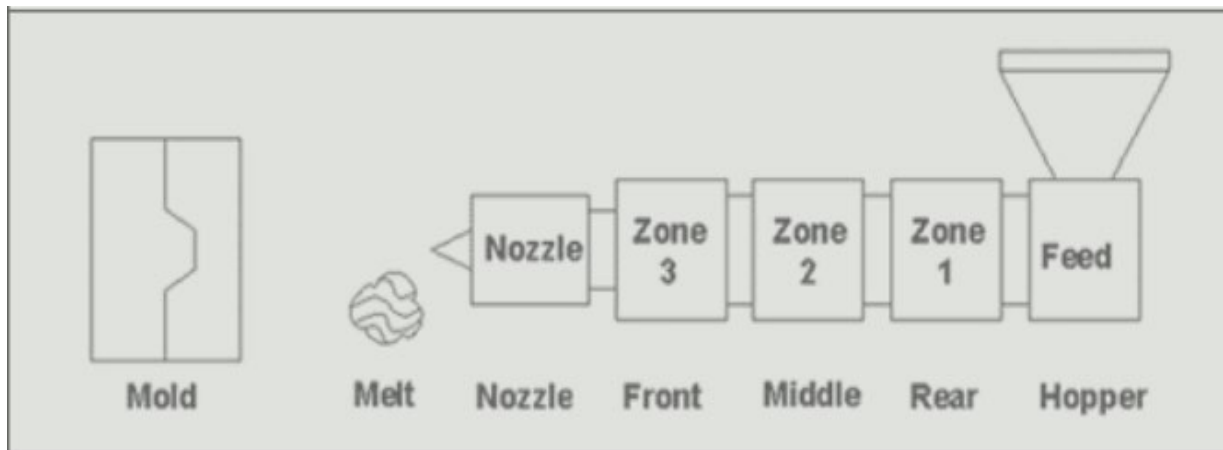 Nozzle
Zone
3
Zone
2
Zone
1
Feed
Mold
Melt
Nozzle
Front
Middle
Rear
Hopper